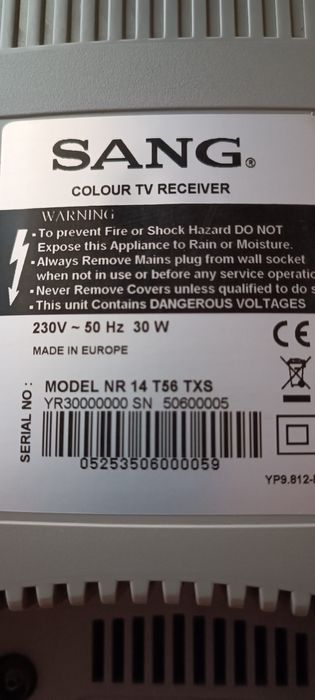 SANG®
COLOUR TV RECEIVER
WARNING
▪ To prevent Fire or Shock Hazard DO NOT
Expose this Appliance to Rain or Moisture.
▪ Always Remove Mains plug from wall socket
when not in use or before any service operatio
▪ Never Remove Covers unless qualified to do s
▪ This unit Contains DANGEROUS VOLTAGES
230V ~ 50 Hz 30 W
CE
MADE IN EUROPE
SERIAL NO :
MODEL NR 14 T56 TXS
YR30000000 SN 50600005
05253506000059
YP9.812-